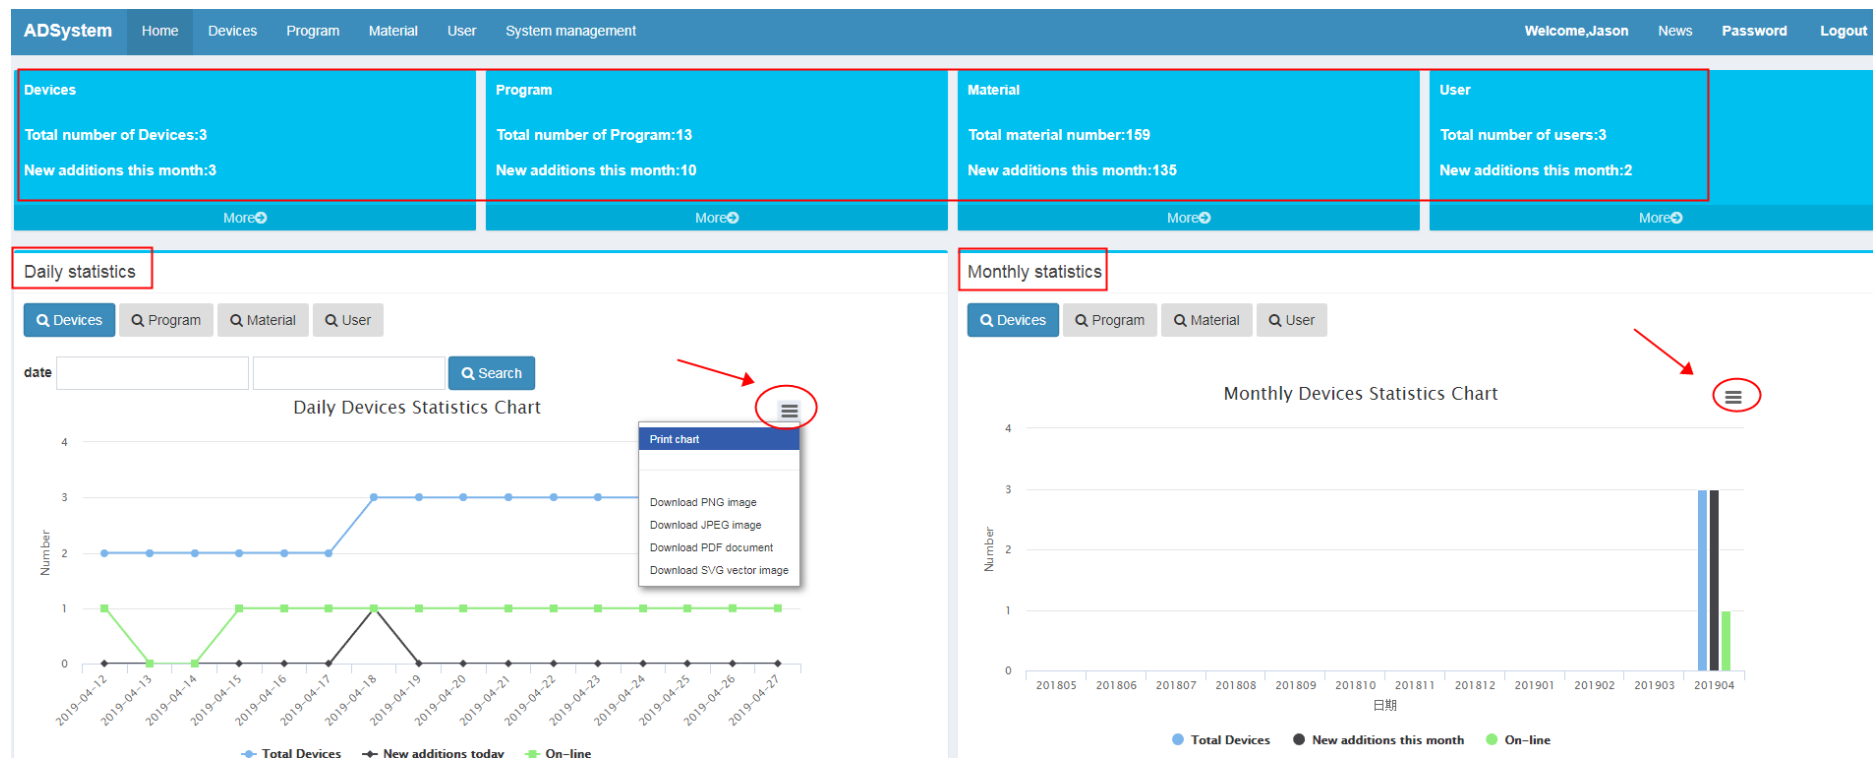 ADSystem Home Devices Program Material User System management Welcome,Jason News Password Logout
Devices
Total number of Devices:3
New additions this month:3
More
Program
Total number of Program:13
New additions this month:10
More
Material
Total material number:159
New additions this month:135
More
User
Total number of users:3
New additions this month:2
More
Daily statistics
Devices Program Material User
date Search
Daily Devices Statistics Chart
Print chart
Download PNG image
Download JPEG image
Download PDF document
Download SVG vector image
Number
4
3
2
1
0
2019-04-12 2019-04-13 2019-04-14 2019-04-15 2019-04-16 2019-04-17 2019-04-18 2019-04-19 2019-04-20 2019-04-21 2019-04-22 2019-04-23 2019-04-24 2019-04-25 2019-04-26 2019-04-27
Total Devices New additions today On-line
Monthly statistics
Devices Program Material User
Monthly Devices Statistics Chart
Number
4
3
2
1
0
201805 201806 201807 201808 201809 201810 201811 201812 201901 201902 201903 201904
日期
Total Devices New additions this month On-line